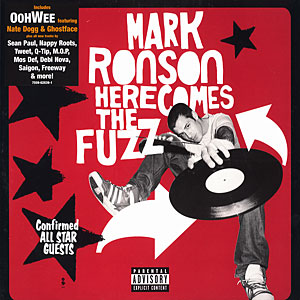 Includes
OOHWEE featuring
Nate Dogg & Ghostface
plus all new tracks by
Sean Paul, Nappy Roots,
Tweet, Q-Tip, M.O.P,
Mos Def, Debi Nova,
Saigon, Freeway
& more!
MARK
RONSON
HERE COMES
THE
FUZZ
Confirmed
ALL STAR
GUESTS
PARENTAL
ADVISORY
EXPLICIT CONTENT